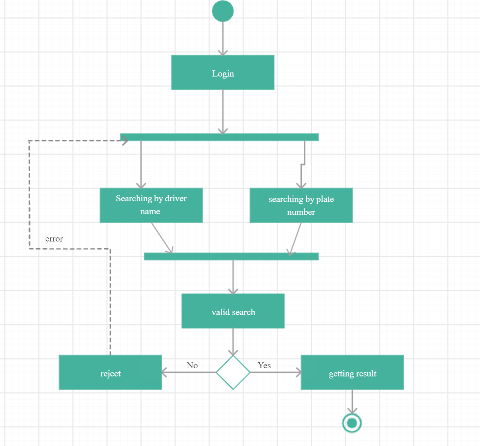 Login
Searching by driver
name
searching by plate
number
error
valid search
No
Yes
reject
getting result